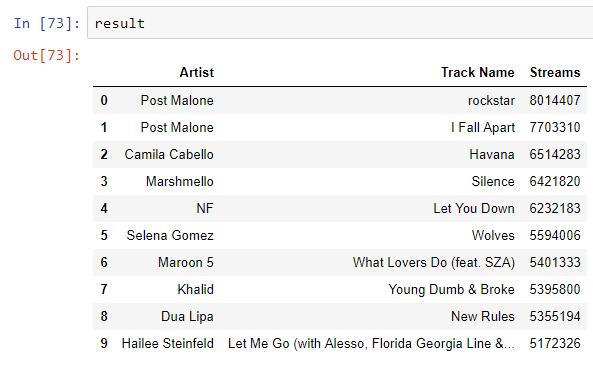 In [73]: result
Out[73]:
Artist Track Name Streams
0 Post Malone rockstar 8014407
1 Post Malone I Fall Apart 7703310
2 Camila Cabello Havana 6514283
3 Marshmello Silence 6421820
4 NF Let You Down 6232183
5 Selena Gomez Wolves 5594006
6 Maroon 5 What Lovers Do (feat. SZA) 5401333
7 Khalid Young Dumb & Broke 5395800
8 Dua Lipa New Rules 5355194
9 Hailee Steinfeld Let Me Go (with Alesso, Florida Georgia Line &... 5172326